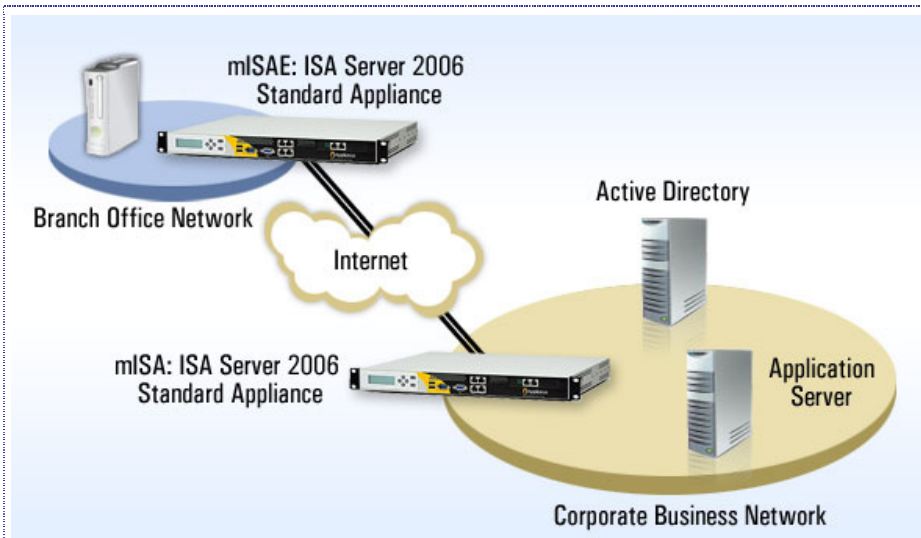 mISAE: ISA Server 2006
Standard Appliance
Branch Office Network
Internet
Active Directory
mISA: ISA Server 2006
Standard Appliance
Application
Server
Corporate Business Network